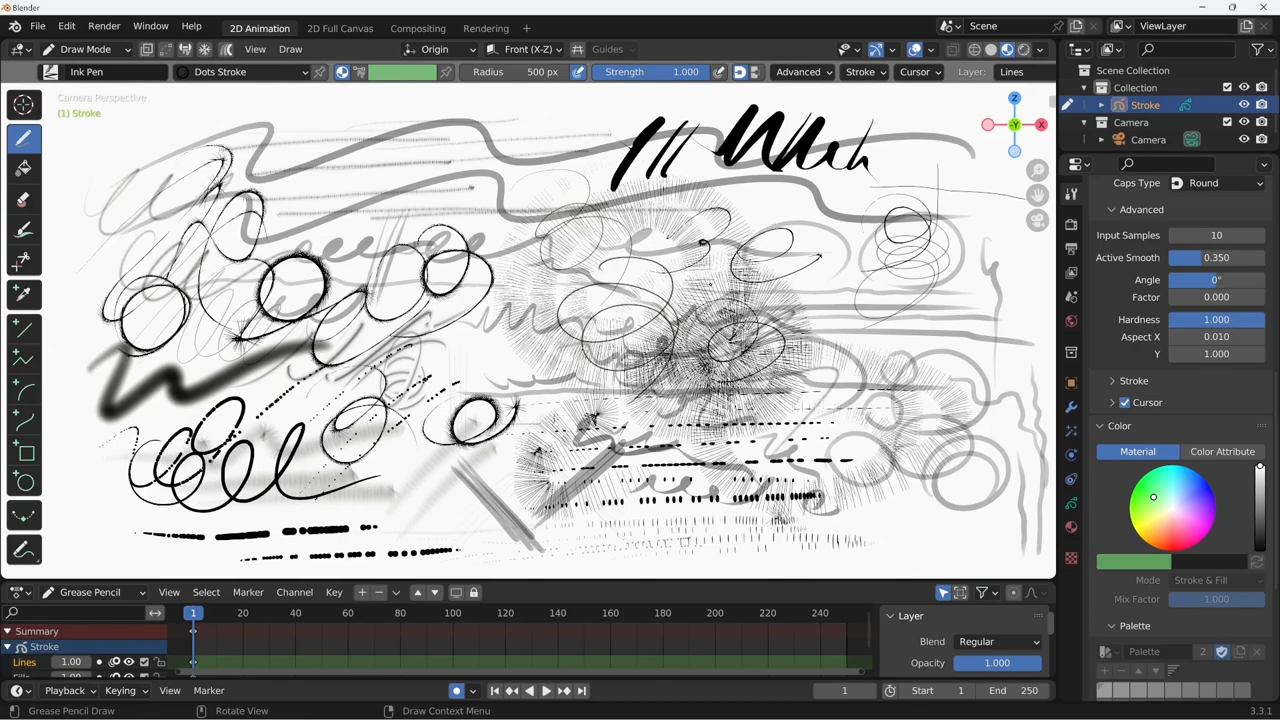 Blender
File Edit Render Window Help 2D Animation 2D Full Canvas Compositing Rendering + Scene ViewLayer
Draw Mode View Draw Origin Front (X-Z) Guides
Ink Pen Dots Stroke Radius 500 px Strength 1.000 Advanced Stroke Cursor Layer: Lines
Camera Perspective
(1) Stroke
Z
-Y X
Scene Collection
Collection
Stroke
Camera
Camera
Caps Type Round
Advanced
Input Samples 10
Active Smooth 0.350
Angle 0°
Factor 0.000
Hardness 1.000
Aspect X 0.010
Y 1.000
Stroke
Cursor
Color
Material Color Attribute
Mode Stroke & Fill
Mix Factor 1.000
Palette
Palette 2
Grease Pencil View Select Marker Channel Key
1 20 40 60 80 100 120 140 160 180 200 220 240
Summary
Stroke
Lines 1.00
Layer
Blend Regular
Opacity 1.000
Playback Keying View Marker 1 Start 1 End 250
Grease Pencil Draw Rotate View Draw Context Menu 3.3.1